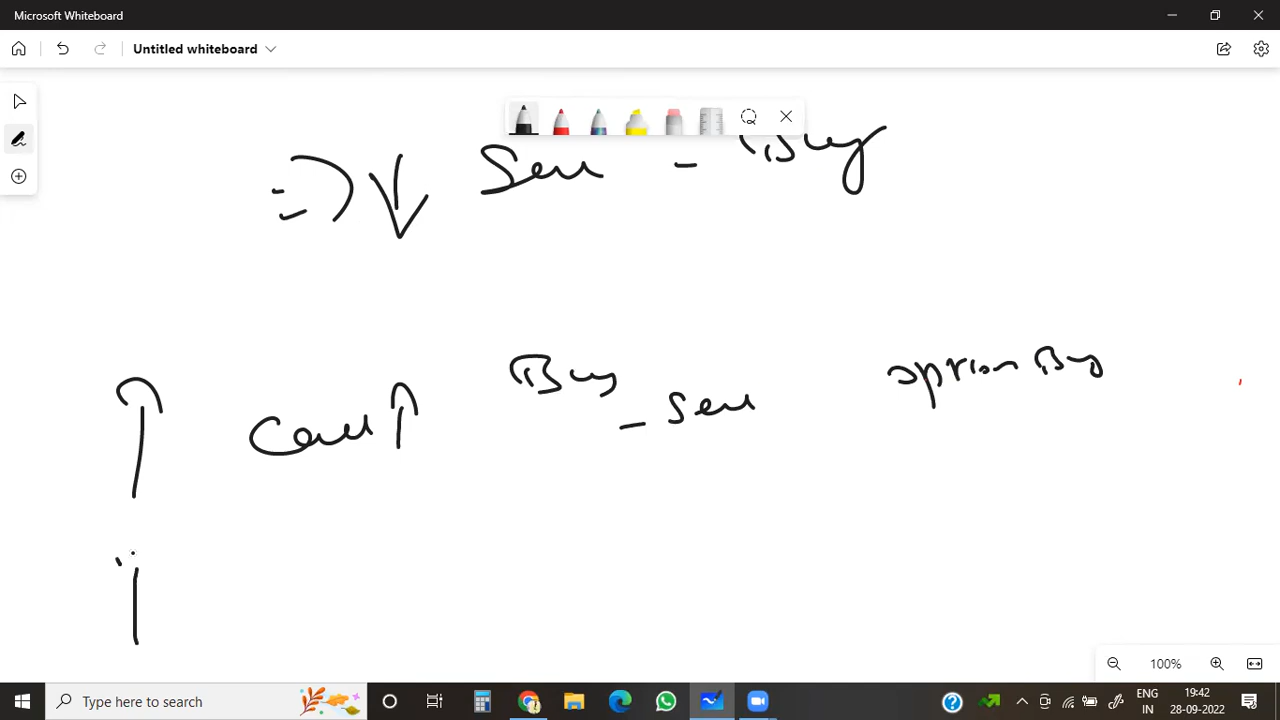 Microsoft Whiteboard
Untitled whiteboard
=> ↓ Sell - Buy
↑ Call ↑ Buy - Sell option Buy
100%
Type here to search
ENG
IN
19:42
28-09-2022